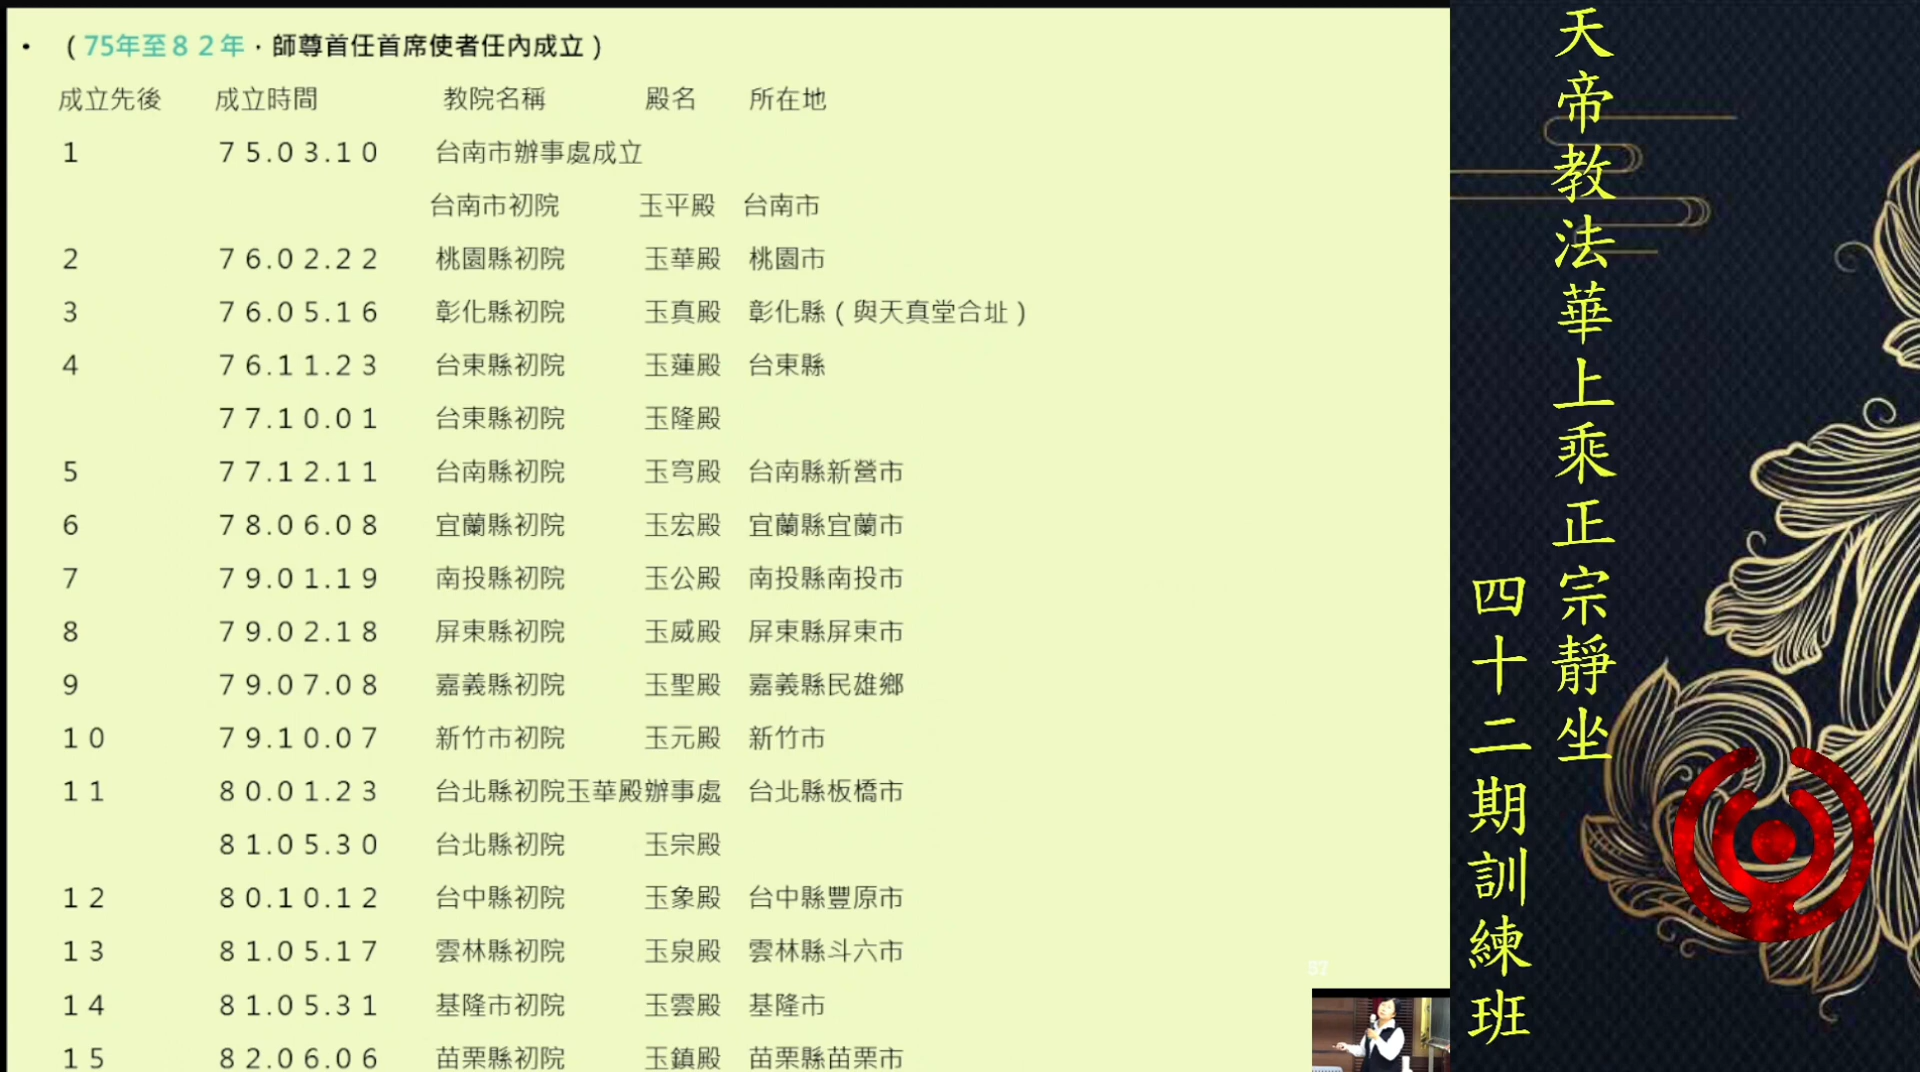 • (75年至８２年，師尊首任首席使者任內成立)
成立先後 成立時間 教院名稱 殿名 所在地
1 75.03.10 台南市辦事處成立
台南市初院 玉平殿 台南市
2 76.02.22 桃園縣初院 玉華殿 桃園市
3 76.05.16 彰化縣初院 玉真殿 彰化縣(與天真堂合址)
4 76.11.23 台東縣初院 玉蓮殿 台東縣
77.10.01 台東縣初院 玉隆殿
5 77.12.11 台南縣初院 玉穹殿 台南縣新營市
6 78.06.08 宜蘭縣初院 玉宏殿 宜蘭縣宜蘭市
7 79.01.19 南投縣初院 玉公殿 南投縣南投市
8 79.02.18 屏東縣初院 玉威殿 屏東縣屏東市
9 79.07.08 嘉義縣初院 玉聖殿 嘉義縣民雄鄉
10 79.10.07 新竹市初院 玉元殿 新竹市
11 80.01.23 台北縣初院玉華殿辦事處 台北縣板橋市
81.05.30 台北縣初院 玉宗殿
12 80.10.12 台中縣初院 玉象殿 台中縣豐原市
13 81.05.17 雲林縣初院 玉泉殿 雲林縣斗六市
14 81.05.31 基隆市初院 玉雲殿 基隆市
15 82.06.06 苗栗縣初院 玉鎮殿 苗栗縣苗栗市
57
天帝教法華上乘正宗靜坐
四十二期訓練班